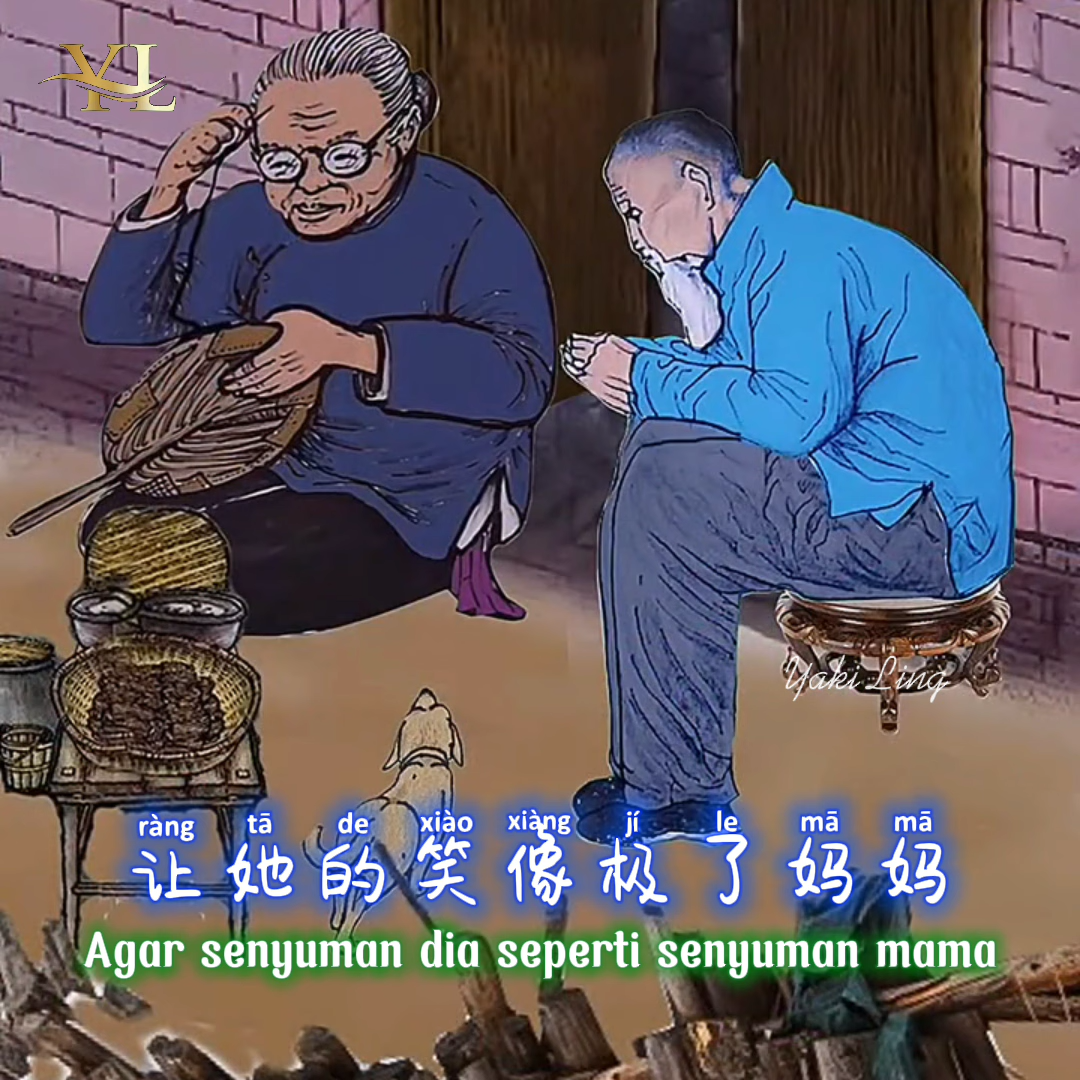 YL
Yaki Ling
ràng tā de xiào xiàng jí le mā mā
让她的笑像极了妈妈
Agar senyuman dia seperti senyuman mama